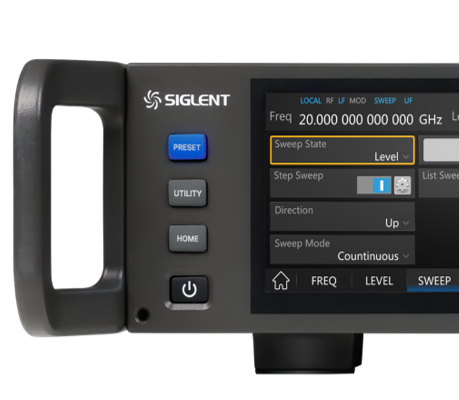 SIGLENT
PRESET
UTILITY
HOME
LOCAL RF LF MOD SWEEP UF
Freq 20.000 000 000 000 GHz Le
Sweep State
Level
Step Sweep
List Swee
Direction
Up
Sweep Mode
Countinuous
FREQ LEVEL SWEEP